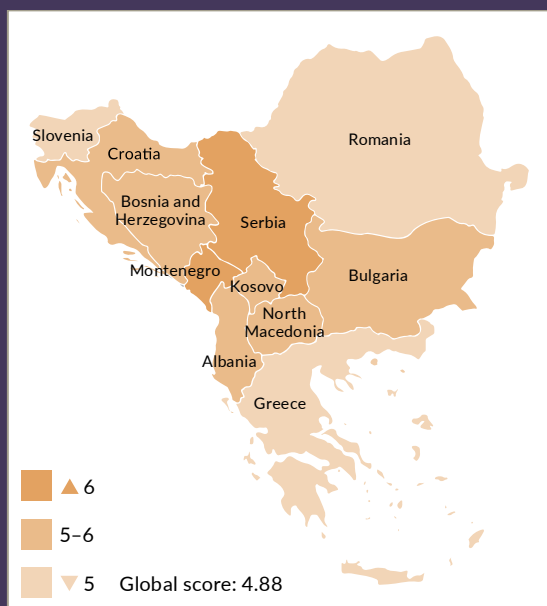 Slovenia
Croatia
Romania
Bosnia and
Herzegovina
Serbia
Montenegro
Kosovo
Bulgaria
North
Macedonia
Albania
Greece
▲ 6
5–6
▼ 5 Global score: 4.88